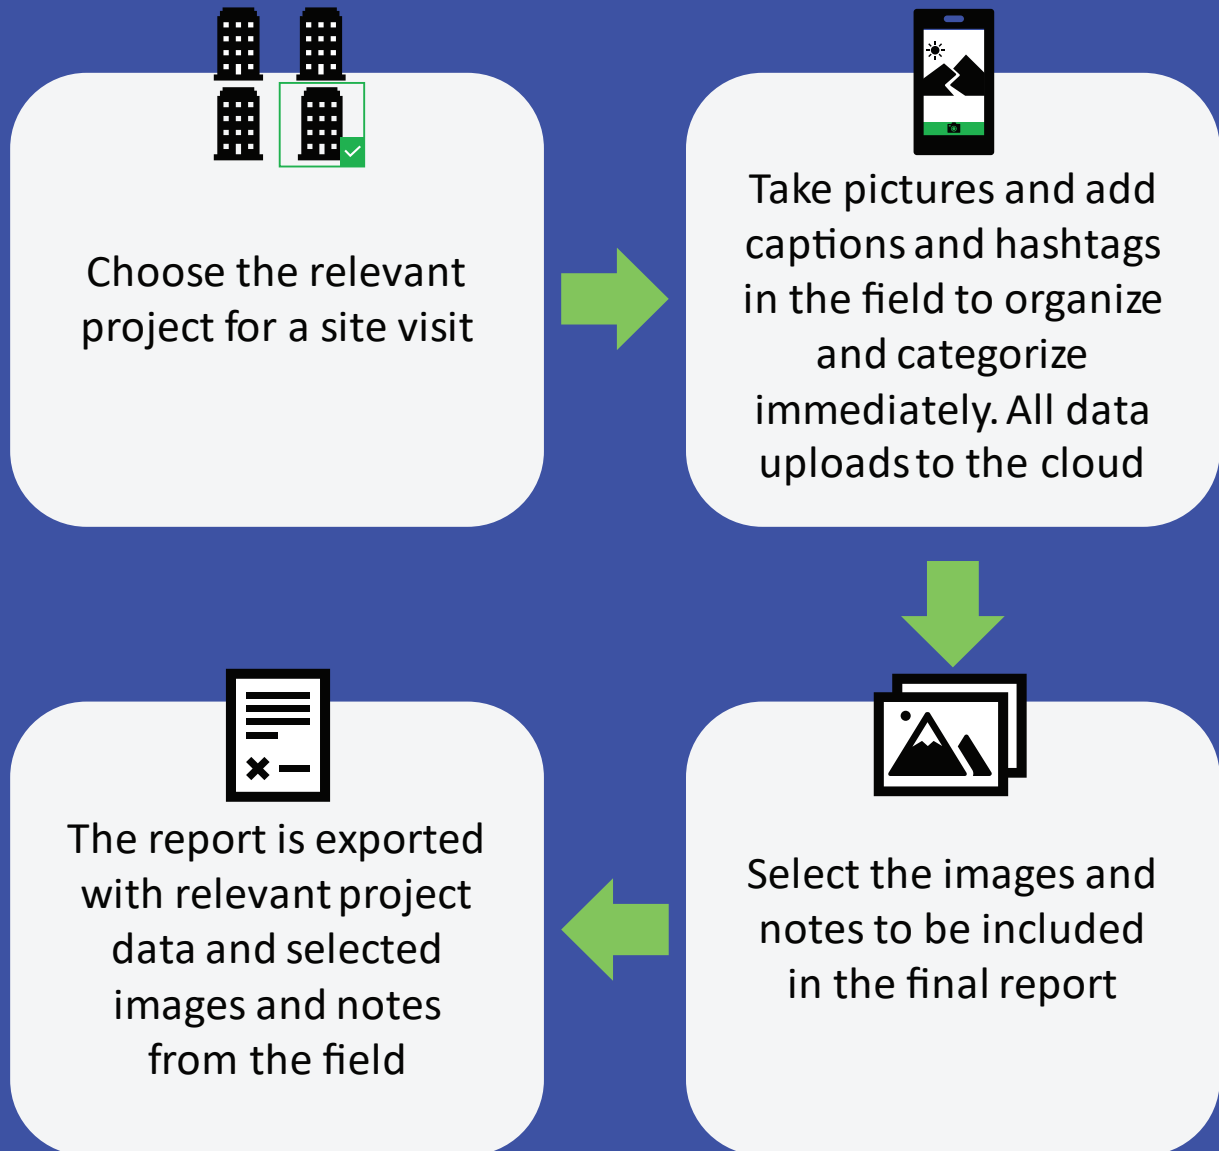 Choose the relevant
project for a site visit
Take pictures and add
captions and hashtags
in the field to organize
and categorize
immediately. All data
uploads to the cloud
Select the images and
notes to be included
in the final report
The report is exported
with relevant project
data and selected
images and notes
from the field